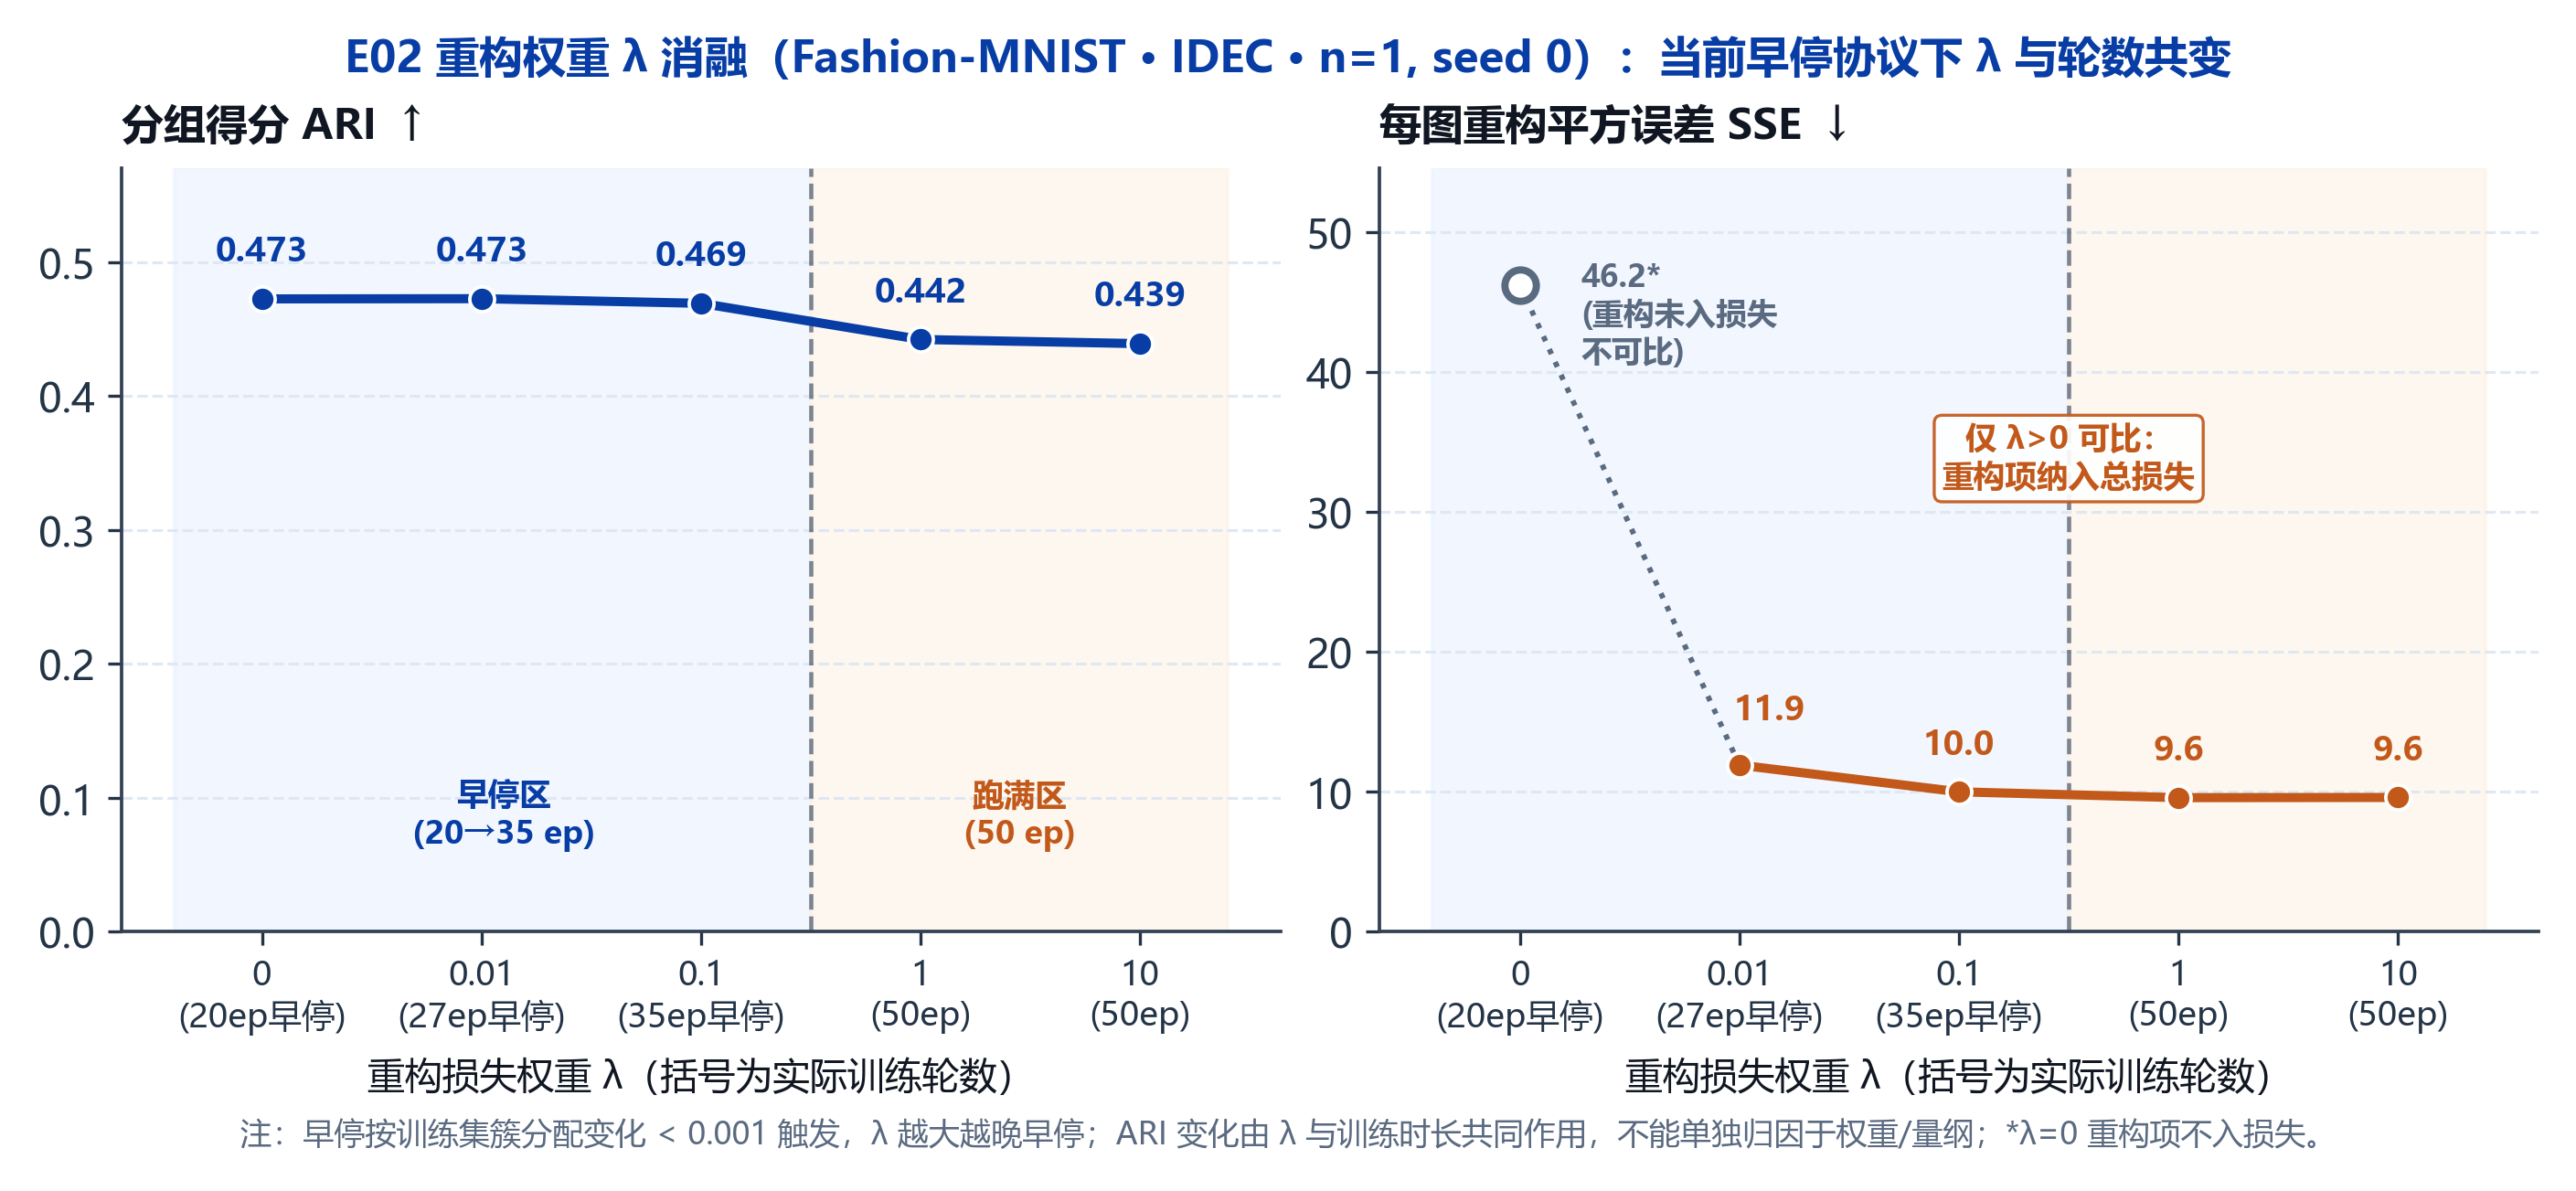 E02 重构权重 λ 消融（Fashion-MNIST • IDEC • n=1, seed 0）：当前早停协议下 λ 与轮数共变
分组得分 ARI ↑
0.5
0.4
0.3
0.2
0.1
0.0
0.473
0.473
0.469
0.442
0.439
早停区
(20→35 ep)
跑满区
(50 ep)
0
(20ep早停)
0.01
(27ep早停)
0.1
(35ep早停)
1
(50ep)
10
(50ep)
重构损失权重 λ（括号为实际训练轮数）
每图重构平方误差 SSE ↓
50
40
30
20
10
0
46.2*
(重构未入损失
不可比)
仅 λ>0 可比：
重构项纳入总损失
11.9
10.0
9.6
9.6
0
(20ep早停)
0.01
(27ep早停)
0.1
(35ep早停)
1
(50ep)
10
(50ep)
重构损失权重 λ（括号为实际训练轮数）
注：早停按训练集簇分配变化 < 0.001 触发，λ 越大越晚早停；ARI 变化由 λ 与训练时长共同作用，不能单独归因于权重/量纲；*λ=0 重构项不入损失。